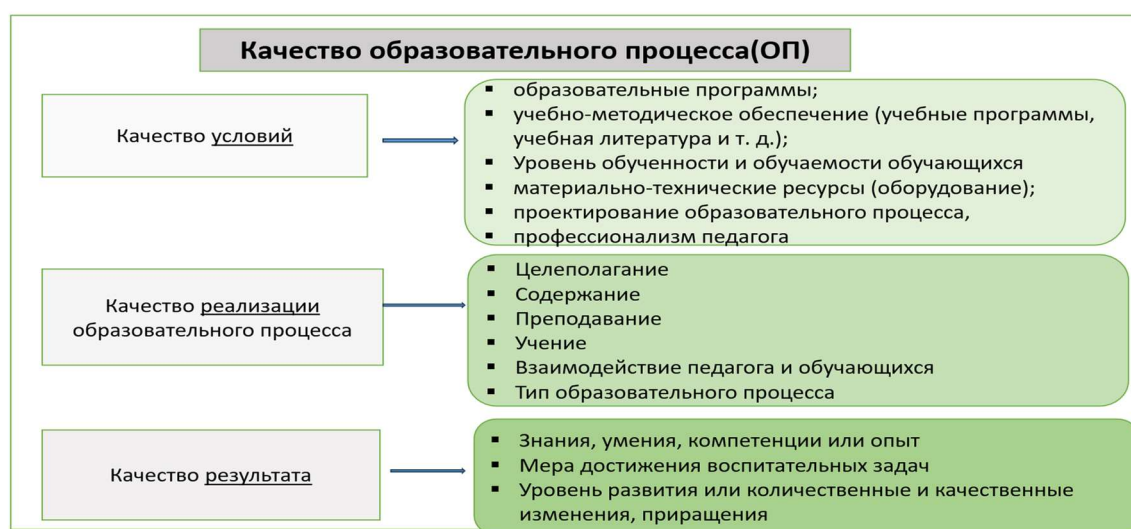 Качество образовательного процесса(ОП)
Качество условий
▪ образовательные программы;
▪ учебно-методическое обеспечение (учебные программы,
учебная литература и т. д.);
▪ Уровень обученности и обучаемости обучающихся
▪ материально-технические ресурсы (оборудование);
▪ проектирование образовательного процесса,
▪ профессионализм педагога
Качество реализации
образовательного процесса
▪ Целеполагание
▪ Содержание
▪ Преподавание
▪ Учение
▪ Взаимодействие педагога и обучающихся
▪ Тип образовательного процесса
Качество результата
▪ Знания, умения, компетенции или опыт
▪ Мера достижения воспитательных задач
▪ Уровень развития или количественные и качественные
изменения, приращения